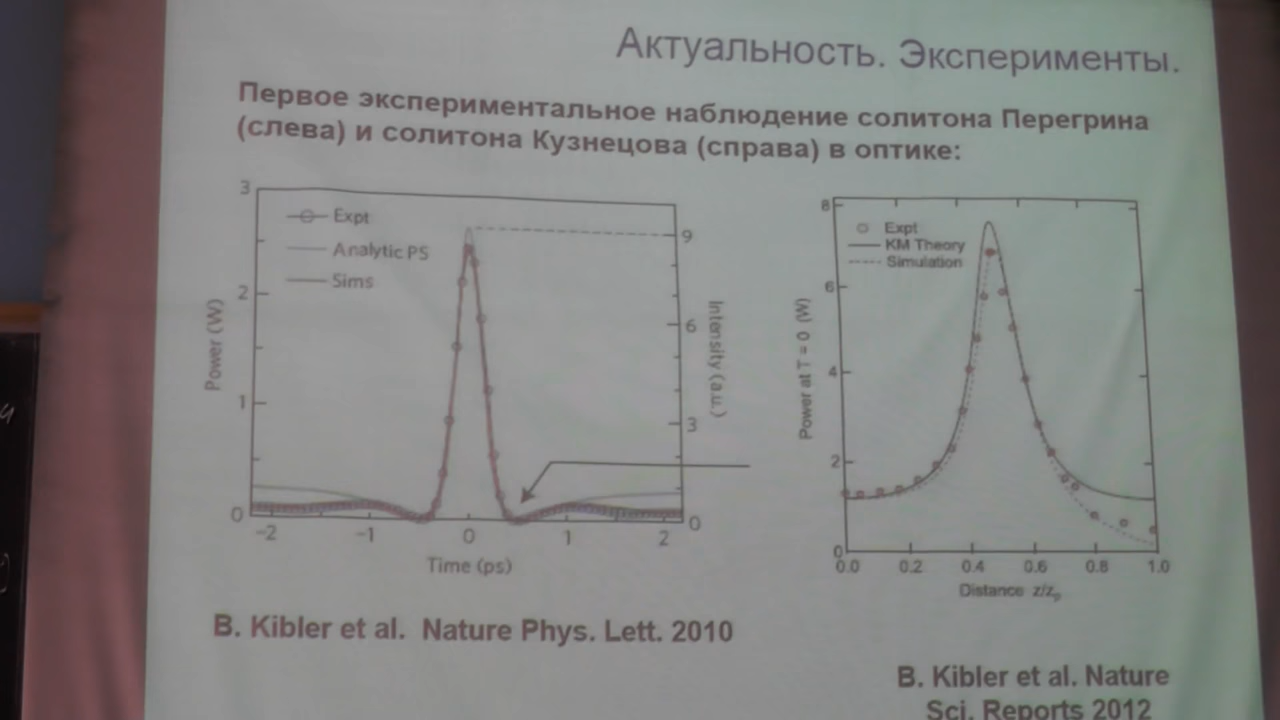 Актуальность. Эксперименты.
Первое экспериментальное наблюдение солитона Перегрина
(слева) и солитона Кузнецова (справа) в оптике:
3
2
1
0
Power (W)
Expt
Analytic PS
Sims
9
6
3
0
Intensity (a.u.)
-2 -1 0 1 2
Time (ps)
8
6
4
2
0
Power at T = 0 (W)
Expt
KM Theory
Simulation
0.0 0.2 0.4 0.6 0.8 1.0
Distance z/zp
B. Kibler et al. Nature Phys. Lett. 2010
B. Kibler et al. Nature
Sci. Reports 2012